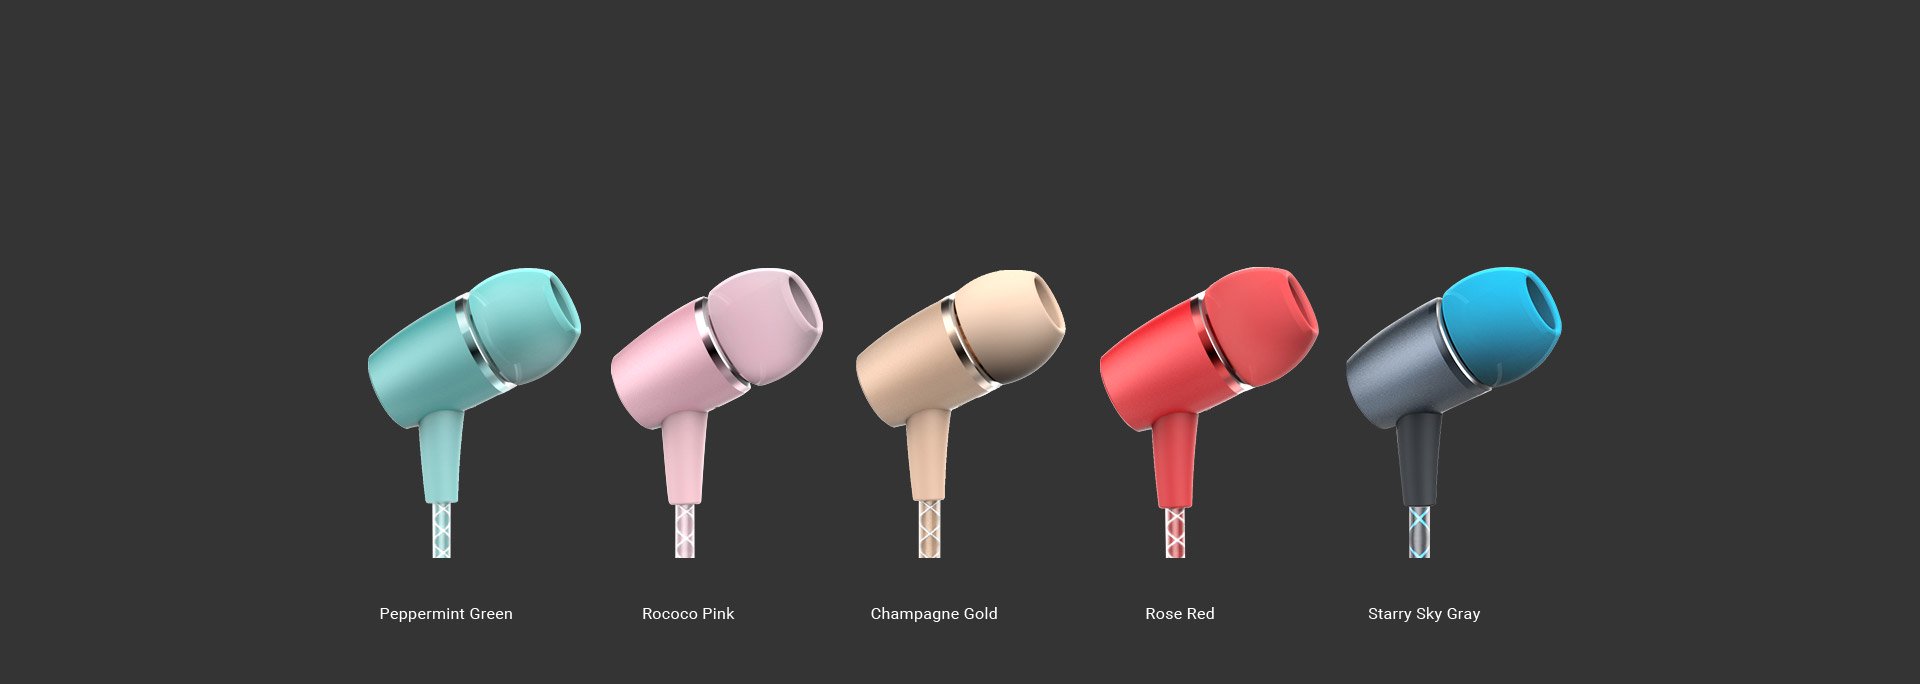 Peppermint Green
Rococo Pink
Champagne Gold
Rose Red
Starry Sky Gray